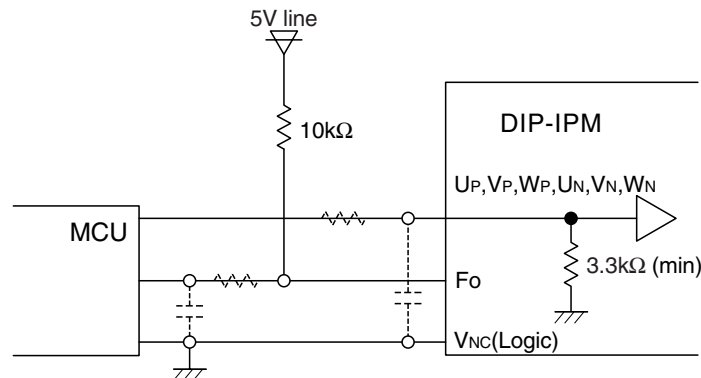 5V line
10kΩ
DIP-IPM
UP,VP,WP,UN,VN,WN
MCU
3.3kΩ (min)
Fo
VNC(Logic)